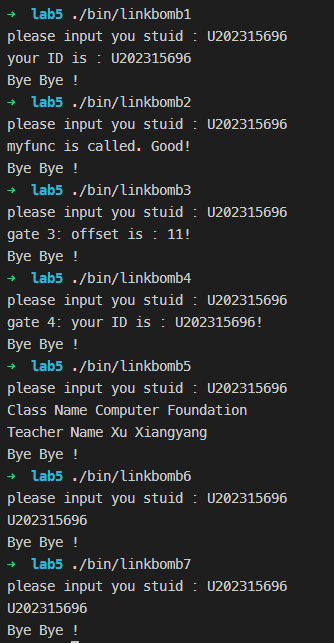 ➜ lab5 ./bin/linkbomb1
please input you stuid : U202315696
your ID is : U202315696
Bye Bye !
➜ lab5 ./bin/linkbomb2
please input you stuid : U202315696
myfunc is called. Good!
Bye Bye !
➜ lab5 ./bin/linkbomb3
please input you stuid : U202315696
gate 3: offset is : 11!
Bye Bye !
➜ lab5 ./bin/linkbomb4
please input you stuid : U202315696
gate 4: your ID is : U202315696!
Bye Bye !
➜ lab5 ./bin/linkbomb5
please input you stuid : U202315696
Class Name Computer Foundation
Teacher Name Xu Xiangyang
Bye Bye !
➜ lab5 ./bin/linkbomb6
please input you stuid : U202315696
U202315696
Bye Bye !
➜ lab5 ./bin/linkbomb7
please input you stuid : U202315696
U202315696
Bye Bye !